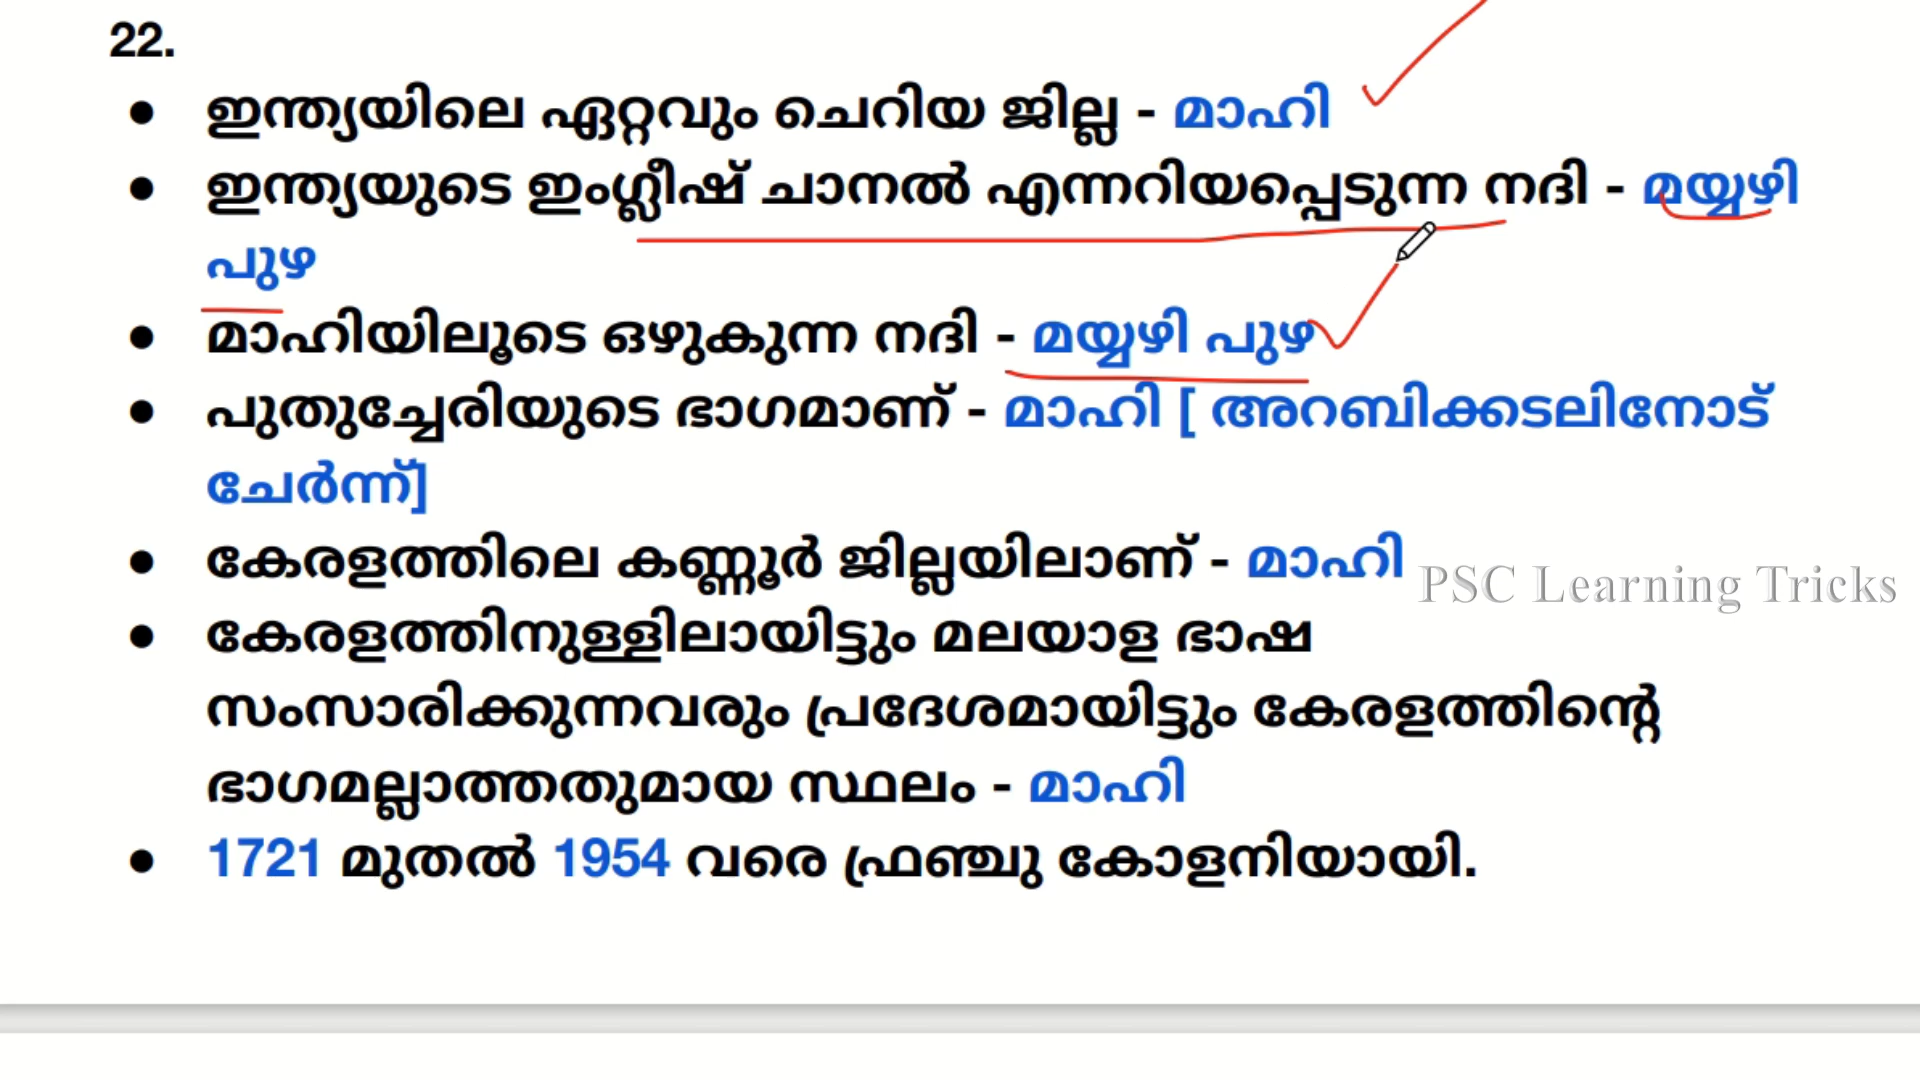 22.
● ഇന്ത്യയിലെ ഏറ്റവും ചെറിയ ജില്ല - മാഹി
● ഇന്ത്യയുടെ ഇംഗ്ലീഷ് ചാനൽ എന്നറിയപ്പെടുന്ന നദി - മയ്യഴി
പുഴ
● മാഹിയിലൂടെ ഒഴുകുന്ന നദി - മയ്യഴി പുഴ
● പുതുച്ചേരിയുടെ ഭാഗമാണ് - മാഹി [ അറബിക്കടലിനോട്
ചേർന്ന്]
● കേരളത്തിലെ കണ്ണൂർ ജില്ലയിലാണ് - മാഹി
PSC Learning Tricks
● കേരളത്തിനുള്ളിലായിട്ടും മലയാള ഭാഷ
സംസാരിക്കുന്നവരും പ്രദേശമായിട്ടും കേരളത്തിന്റെ
ഭാഗമല്ലാത്തതുമായ സ്ഥലം - മാഹി
● 1721 മുതൽ 1954 വരെ ഫ്രഞ്ചു കോളനിയായി.